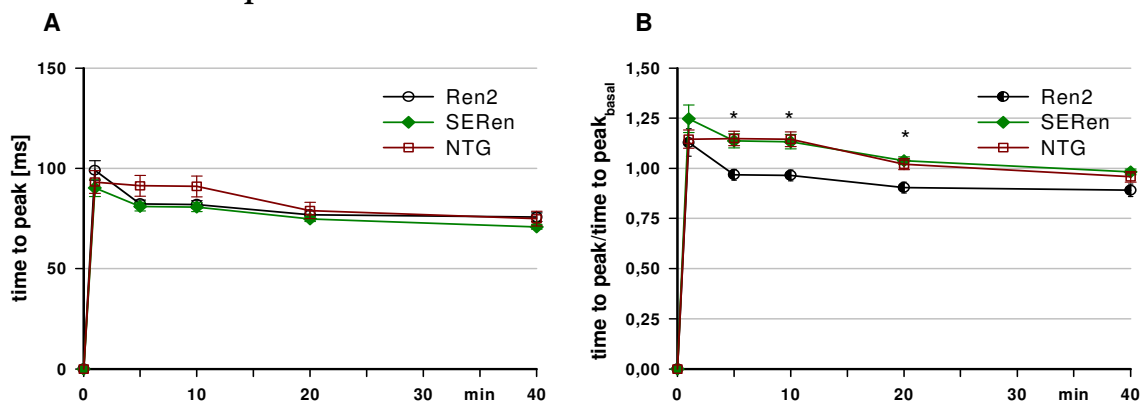 A
time to peak [ms]
150
100
50
0
Ren2
SERen
NTG
0 10 20 30 min 40
B
time to peak/time to peak basal
1,50
1,25
1,00
0,75
0,50
0,25
0,00
Ren2
SERen
NTG
* * *
0 10 20 30 min 40